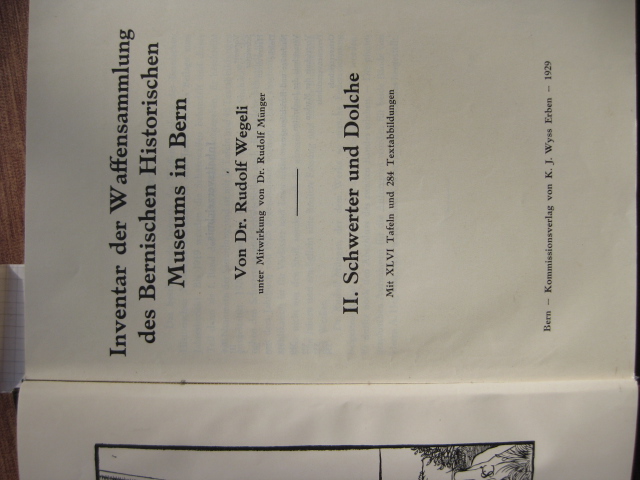 Inventar der Waffensammlung
des Bernischen Historischen
Museums in Bern
Von Dr. Rudolf Wegeli
unter Mitwirkung von Dr. Rudolf Münger
II. Schwerter und Dolche
Mit XLVI Tafeln und 284 Textabbildungen
Bern — Kommissionsverlag von K. J. Wyss Erben — 1929